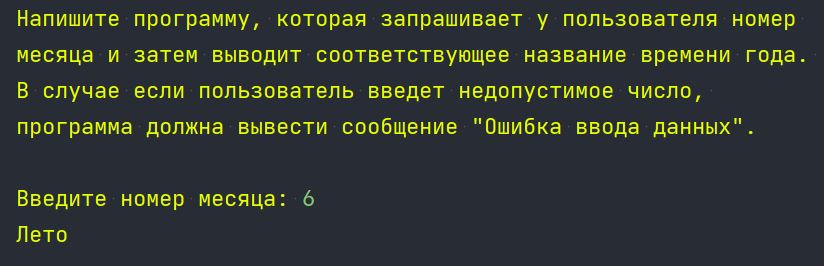 Напишите программу, которая запрашивает у пользователя номер
месяца и затем выводит соответствующее название времени года.
В случае если пользователь введет недопустимое число,
программа должна вывести сообщение "Ошибка ввода данных".
Введите номер месяца: 6
Лето